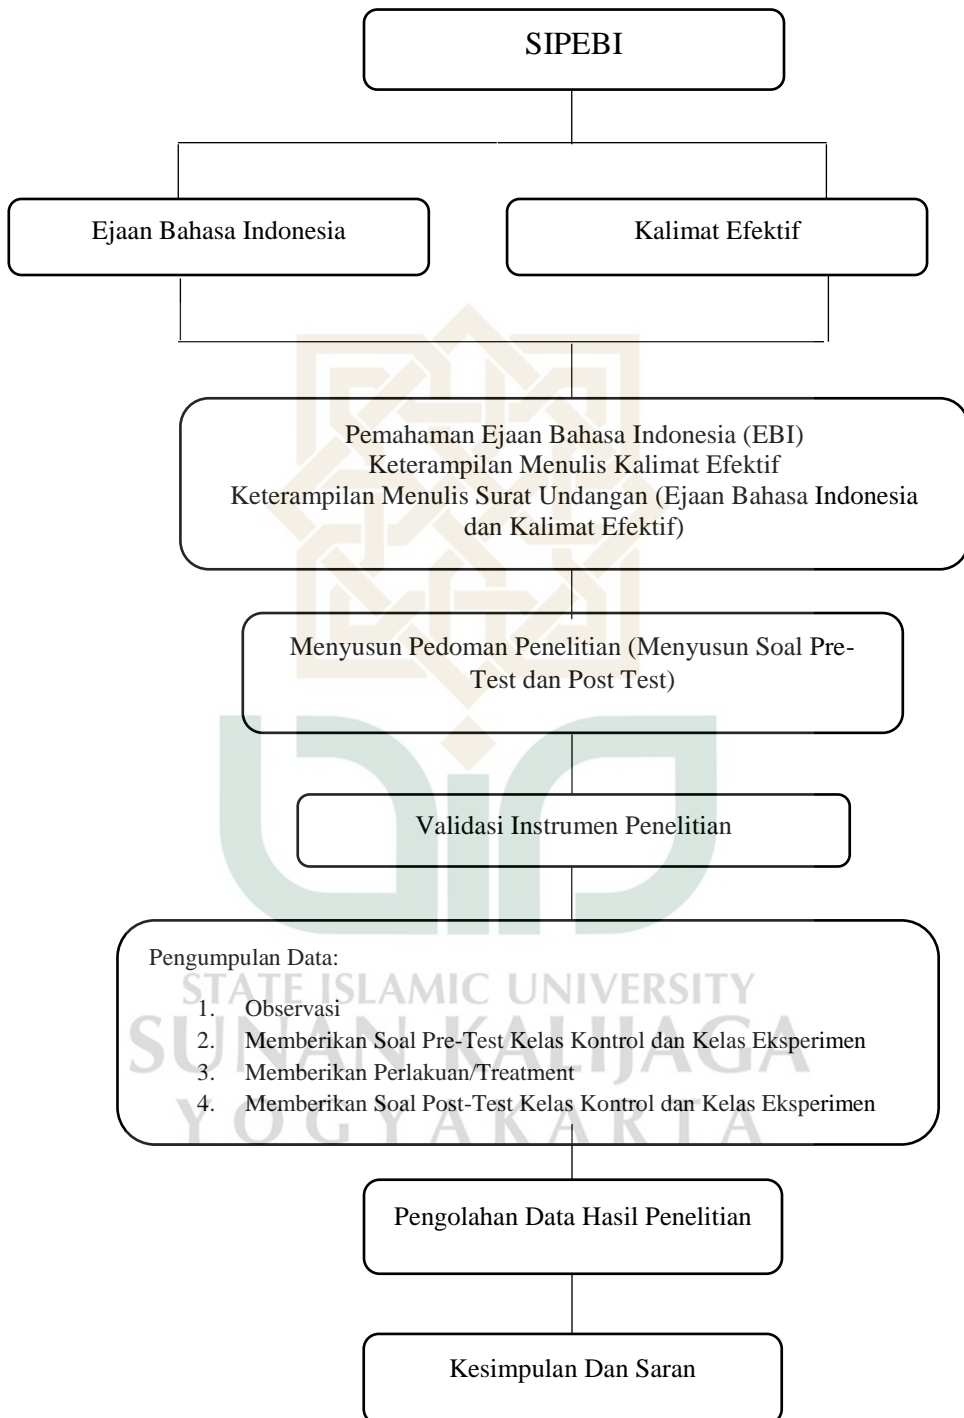 SIPEBI
Ejaan Bahasa Indonesia
Kalimat Efektif
Pemahaman Ejaan Bahasa Indonesia (EBI)
Keterampilan Menulis Kalimat Efektif
Keterampilan Menulis Surat Undangan (Ejaan Bahasa Indonesia
dan Kalimat Efektif)
Menyusun Pedoman Penelitian (Menyusun Soal Pre-
Test dan Post Test)
Validasi Instrumen Penelitian
Pengumpulan Data:
STATE ISLAMIC UNIVERSITY
1. Observasi
SUNAN KALIJAGA
2. Memberikan Soal Pre-Test Kelas Kontrol dan Kelas Eksperimen
3. Memberikan Perlakuan/Treatment
4. Memberikan Soal Post-Test Kelas Kontrol dan Kelas Eksperimen
YOGYAKARTA
Pengolahan Data Hasil Penelitian
Kesimpulan Dan Saran